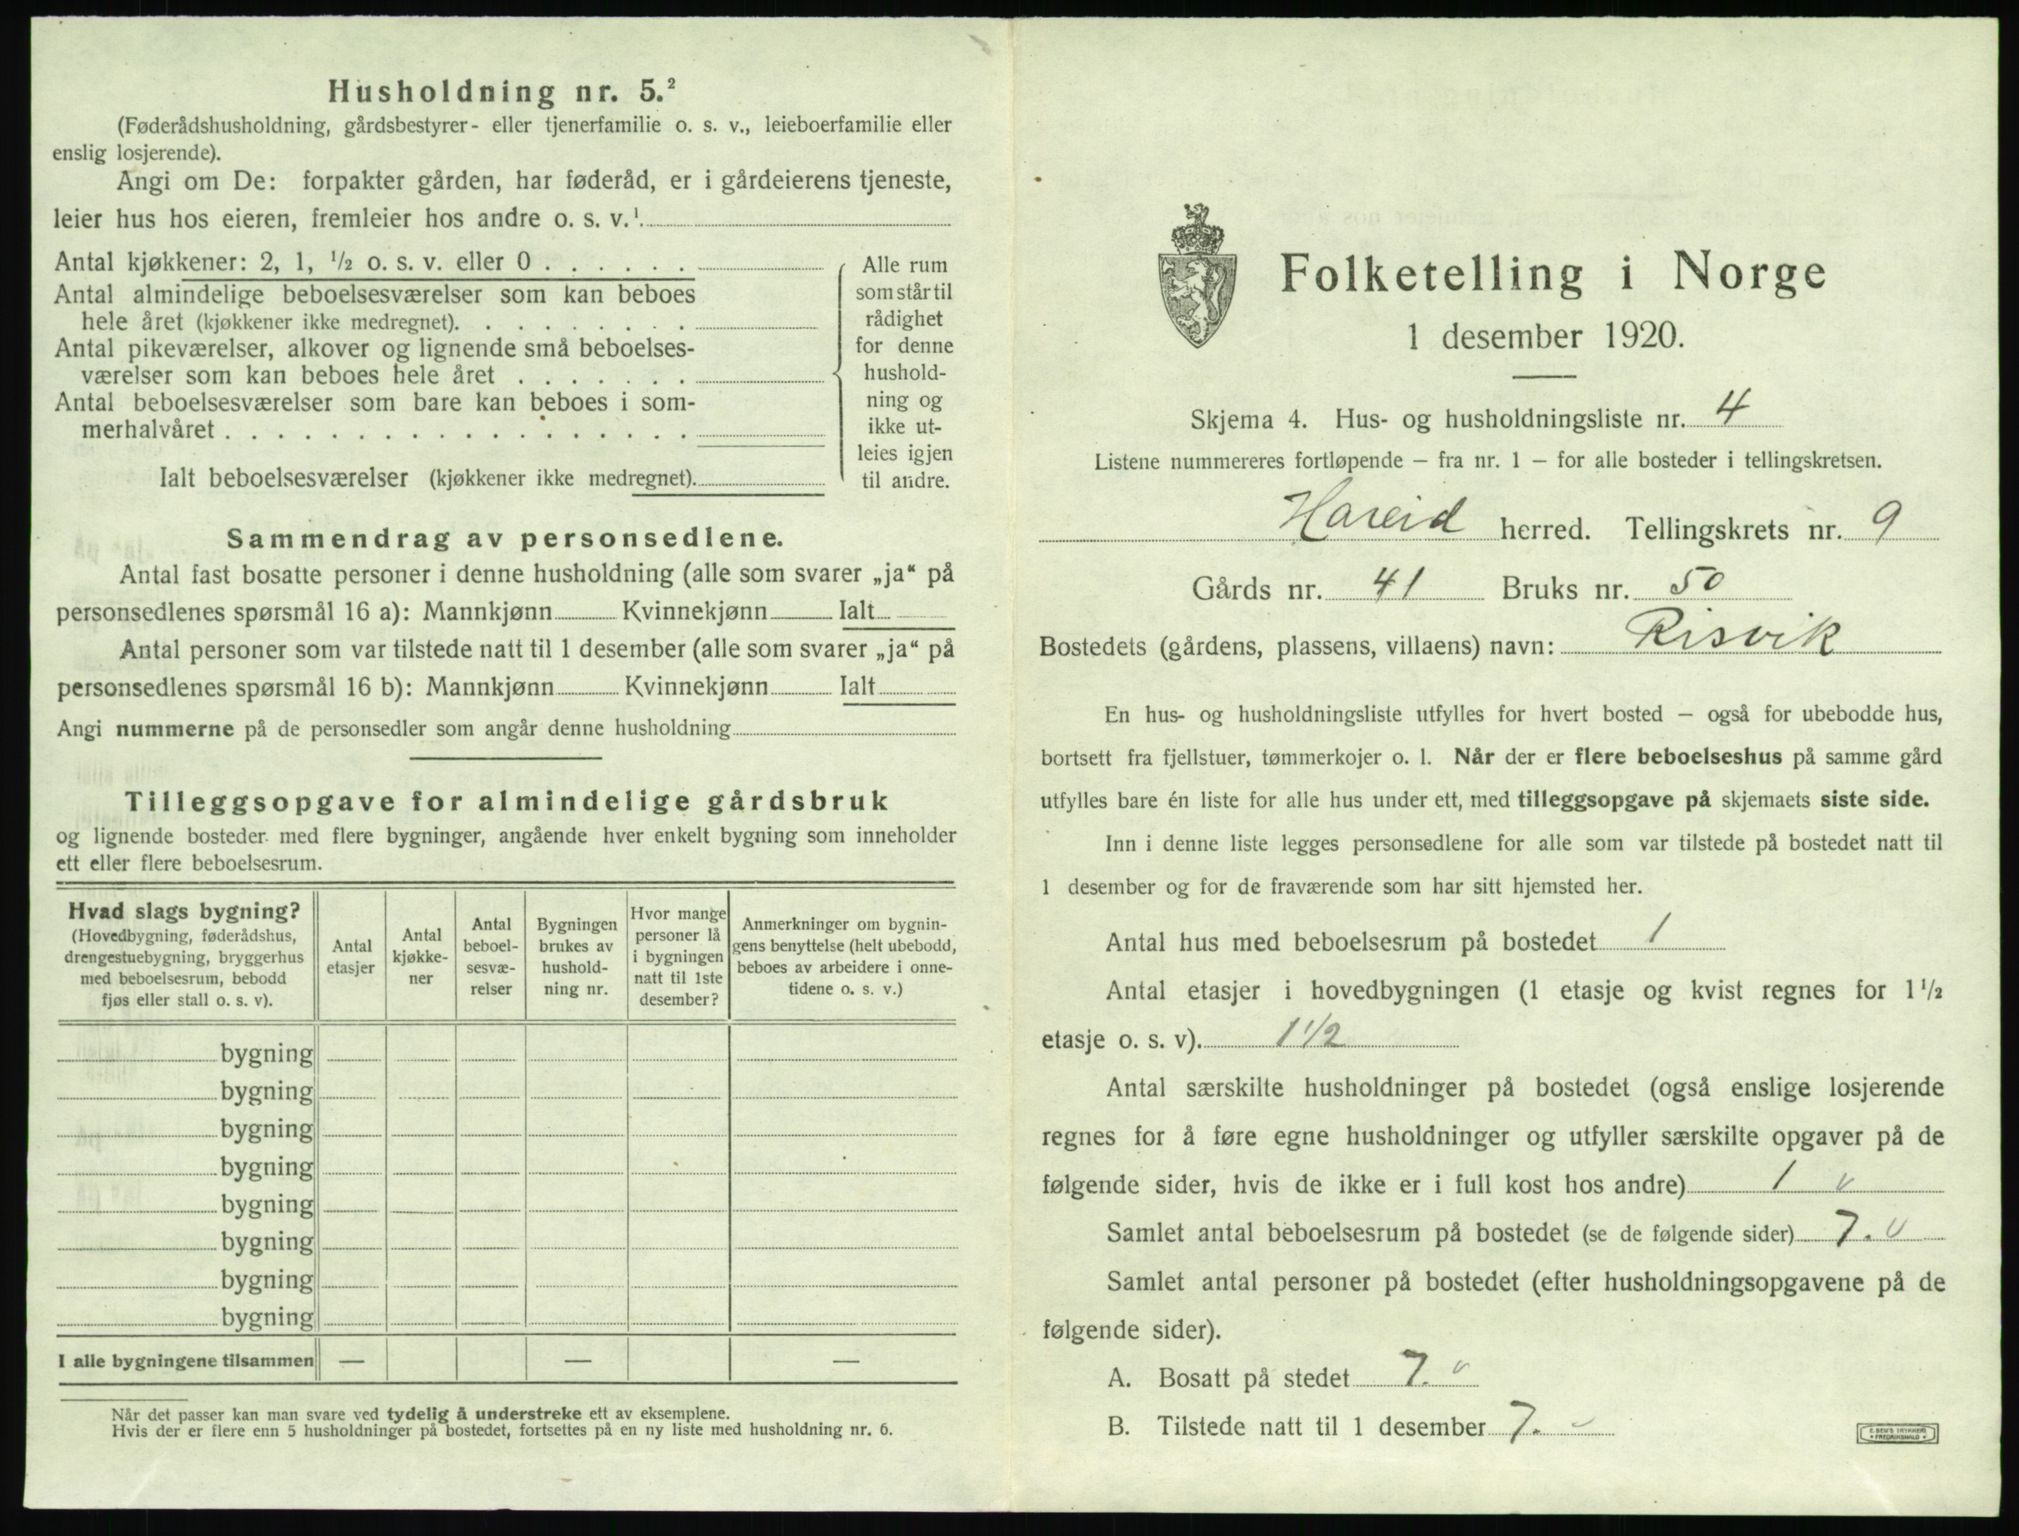 Husholdning nr. 5.²
(Føderådshusholdning, gårdsbestyrer- eller tjenerfamilie o. s. v., leieboerfamilie eller
enslig losjerende).
Angi om De: forpakter gården, har føderåd, er i gårdeierens tjeneste,
leier hus hos eieren, fremleier hos andre o. s. v.¹
Antal kjøkkener: 2, 1, ½ o. s. v. eller 0 . . . . . .
Antal almindelige beboelsesværelser som kan beboes
hele året (kjøkkener ikke medregnet). . . . . . . . .
Antal pikeværelser, alkover og lignende små beboelses-
værelser som kan beboes hele året . . . . . . .
Antal beboelsesværelser som bare kan beboes i som-
merhalvåret . . . . . . . . . . . . . . . . . .
Ialt beboelsesværelser (kjøkkener ikke medregnet).
Alle rum
som står til
rådighet
for denne
hushold-
ning og
ikke ut-
leies igjen
til andre.
Sammendrag av personsedlene.
Antal fast bosatte personer i denne husholdning (alle som svarer „ja“ på
personsedlenes spørsmål 16 a): Mannkjønn Kvinnekjønn Ialt
Antal personer som var tilstede natt til 1 desember (alle som svarer „ja“ på
personsedlenes spørsmål 16 b): Mannkjønn Kvinnekjønn Ialt
Angi nummerne på de personsedler som angår denne husholdning
Tilleggsopgave for almindelige gårdsbruk
og lignende bosteder med flere bygninger, angående hver enkelt bygning som inneholder
ett eller flere beboelsesrum.
Hvad slags bygning?
(Hovedbygning, føderådshus,
drengestuebygning, bryggerhus
med beboelsesrum, bebodd
fjøs eller stall o. s. v).
Antal
etasjer
Antal
kjøkke-
ner
Antal
beboel-
sesvæ-
relser
Bygningen
brukes av
hushold-
ning nr.
Hvor mange
personer lå
i bygningen
natt til 1ste
desember?
Anmerkninger om bygnin-
gens benyttelse (helt ubebodd,
beboes av arbeidere i onne-
tidene o. s. v.)
bygning
bygning
bygning
bygning
bygning
bygning
bygning
bygning
I alle bygningene tilsammen — — —
Når det passer kan man svare ved tydelig å understreke ett av eksemplene.
Hvis der er flere enn 5 husholdninger på bostedet, fortsettes på en ny liste med husholdning nr. 6.
Folketelling i Norge
1 desember 1920.
Skjema 4. Hus- og husholdningsliste nr. 4
Listene nummereres fortløpende – fra nr. 1 – for alle bosteder i tellingskretsen.
Hareid herred. Tellingskrets nr. 9
Gårds nr. 41 Bruks nr. 50
Bostedets (gårdens, plassens, villaens) navn: Risvik
En hus- og husholdningsliste utfylles for hvert bosted – også for ubebodde hus,
bortsett fra fjellstuer, tømmerkojer o. l. Når der er flere beboelseshus på samme gård
utfylles bare én liste for alle hus under ett, med tilleggsopgave på skjemaets siste side.
Inn i denne liste legges personsedlene for alle som var tilstede på bostedet natt til
1 desember og for de fraværende som har sitt hjemsted her.
Antal hus med beboelsesrum på bostedet 1
Antal etasjer i hovedbygningen (1 etasje og kvist regnes for 1½
etasje o. s. v). 1½
Antal særskilte husholdninger på bostedet (også enslige losjerende
regnes for å føre egne husholdninger og utfyller særskilte opgaver på de
følgende sider, hvis de ikke er i full kost hos andre) 1
Samlet antal beboelsesrum på bostedet (se de følgende sider) 7.
Samlet antal personer på bostedet (efter husholdningsopgavene på de
følgende sider).
A. Bosatt på stedet 7.
B. Tilstede natt til 1 desember 7.